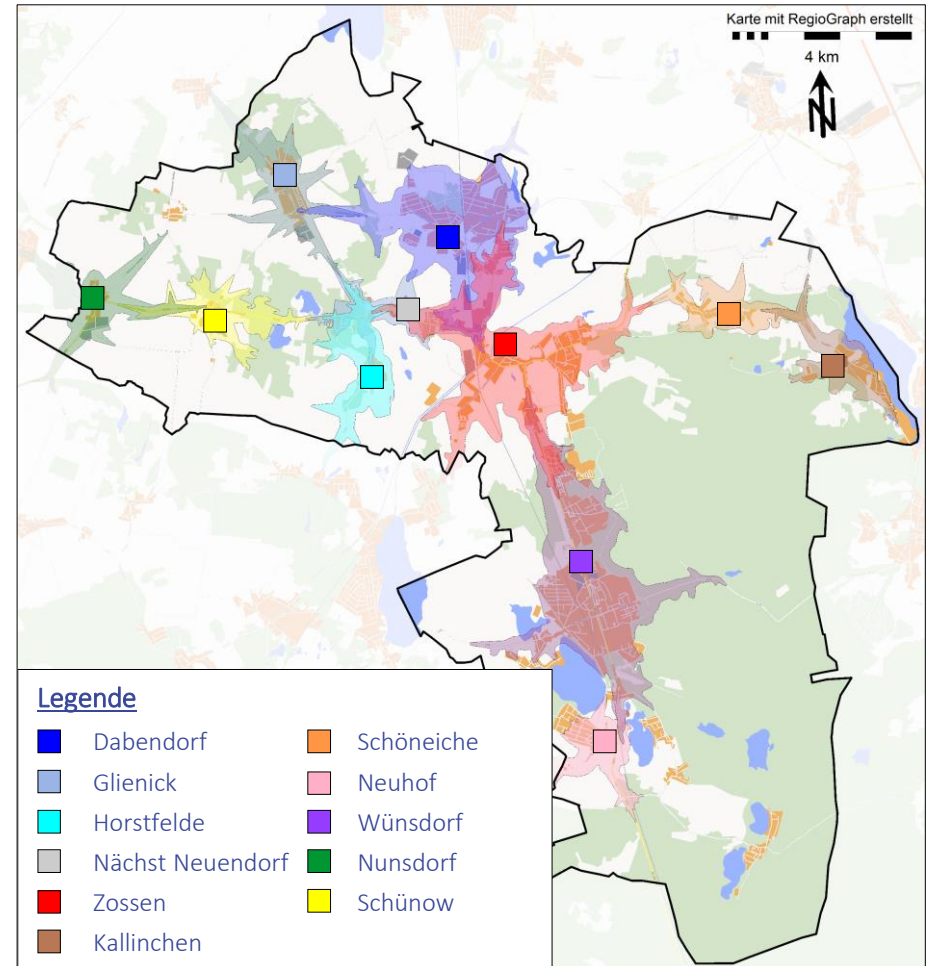 Karte mit RegioGraph erstellt
4 km
N
Legende
Dabendorf
Glienick
Horstfelde
Nächst Neuendorf
Zossen
Kallinchen
Schöneiche
Neuhof
Wünsdorf
Nunsdorf
Schünow